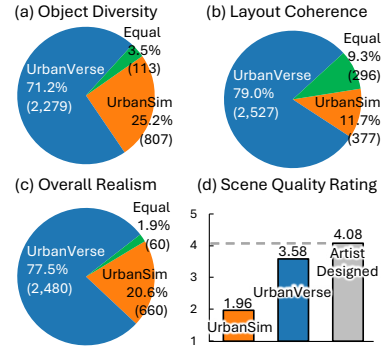 (a) Object Diversity
Equal
3.5%
(113)
UrbanVerse
71.2%
(2,279)
UrbanSim
25.2%
(807)
(b) Layout Coherence
Equal
9.3%
(296)
UrbanVerse
79.0%
(2,527)
UrbanSim
11.7%
(377)
(c) Overall Realism
Equal
1.9%
(60)
UrbanVerse
77.5%
(2,480)
UrbanSim
20.6%
(660)
(d) Scene Quality Rating
5
4
3
2
1
1.96
UrbanSim
3.58
UrbanVerse
4.08
Artist
Designed